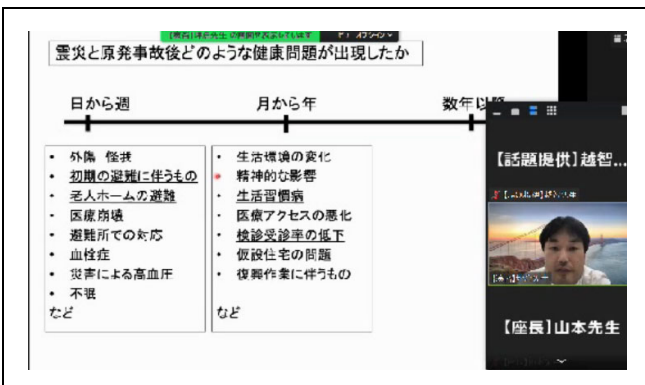 震災と原発事故後どのような健康問題が出現したか
日から週
月から年
数年以
・ 外傷 怪我
・ 初期の避難に伴うもの
・ 老人ホームの避難
・ 医療崩壊
・ 避難所での対応
・ 血栓症
・ 災害による高血圧
・ 不眠
など
・ 生活環境の変化
・ 精神的な影響
・ 生活習慣病
・ 医療アクセスの悪化
・ 検診受診率の低下
・ 仮設住宅の問題
・ 復興作業に伴うもの
など
【話題提供】越智...
【座長】山本先生